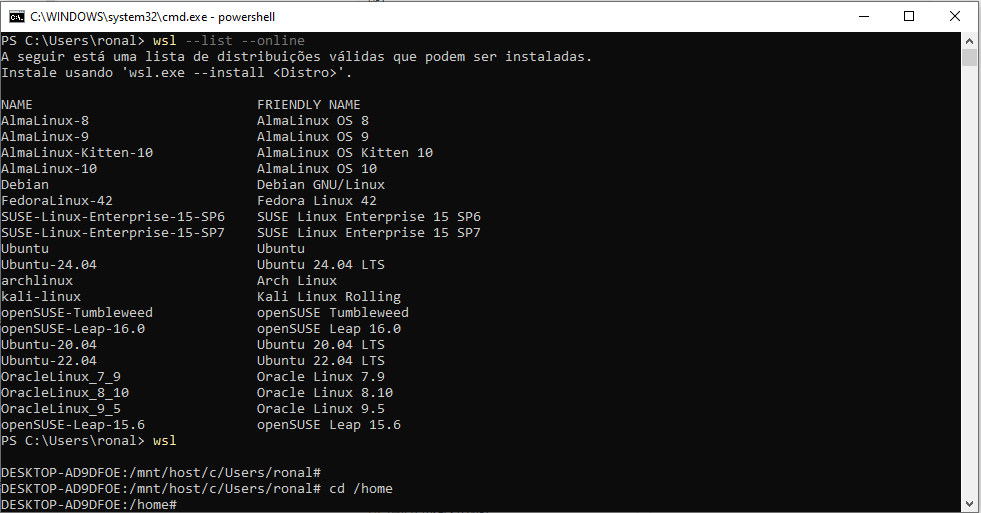 C:\WINDOWS\system32\cmd.exe - powershell
PS C:\Users\ronal> wsl --list --online
A seguir está uma lista de distribuições válidas que podem ser instaladas.
Instale usando 'wsl.exe --install <Distro>'.
NAME                            FRIENDLY NAME
AlmaLinux-8                     AlmaLinux OS 8
AlmaLinux-9                     AlmaLinux OS 9
AlmaLinux-Kitten-10             AlmaLinux OS Kitten 10
AlmaLinux-10                    AlmaLinux OS 10
Debian                          Debian GNU/Linux
FedoraLinux-42                  Fedora Linux 42
SUSE-Linux-Enterprise-15-SP6    SUSE Linux Enterprise 15 SP6
SUSE-Linux-Enterprise-15-SP7    SUSE Linux Enterprise 15 SP7
Ubuntu                          Ubuntu
Ubuntu-24.04                    Ubuntu 24.04 LTS
archlinux                       Arch Linux
kali-linux                      Kali Linux Rolling
openSUSE-Tumbleweed             openSUSE Tumbleweed
openSUSE-Leap-16.0              openSUSE Leap 16.0
Ubuntu-20.04                    Ubuntu 20.04 LTS
Ubuntu-22.04                    Ubuntu 22.04 LTS
OracleLinux_7_9                 Oracle Linux 7.9
OracleLinux_8_10                Oracle Linux 8.10
OracleLinux_9_5                 Oracle Linux 9.5
openSUSE-Leap-15.6              openSUSE Leap 15.6
PS C:\Users\ronal> wsl
DESKTOP-AD9DFOE:/mnt/host/c/Users/ronal#
DESKTOP-AD9DFOE:/mnt/host/c/Users/ronal# cd /home
DESKTOP-AD9DFOE:/home#